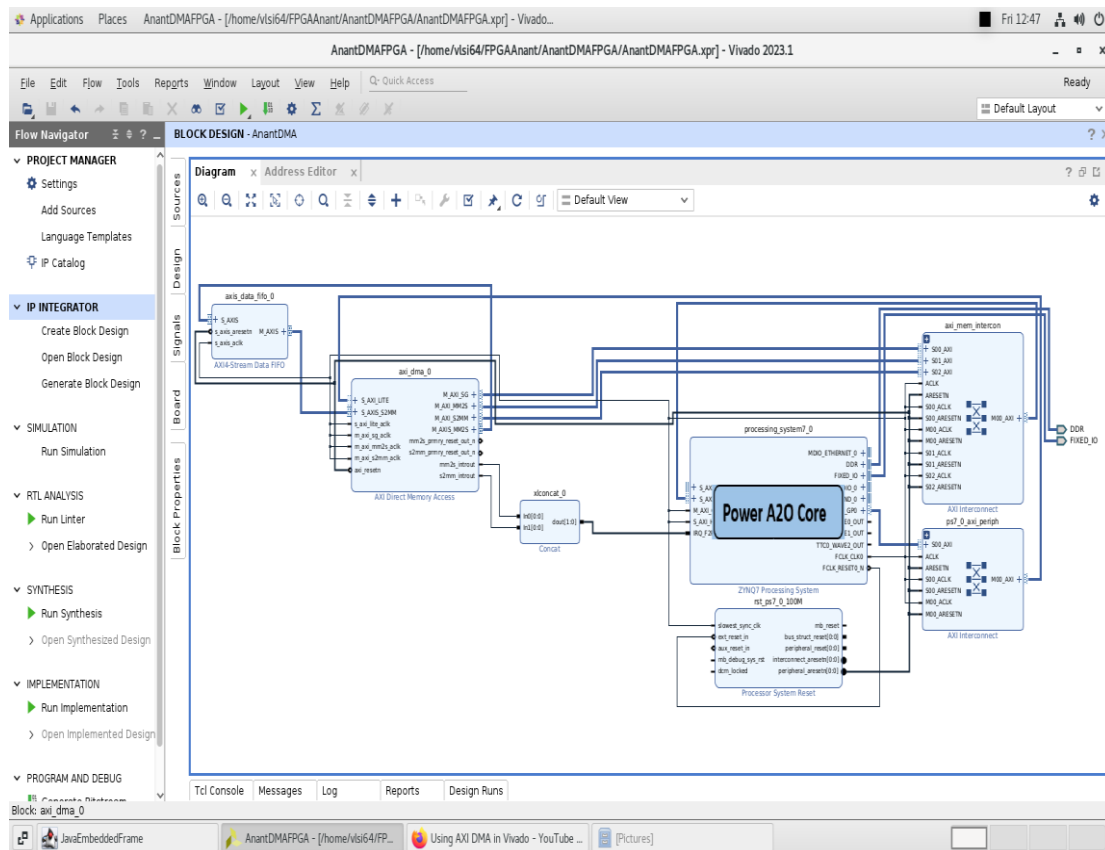 Applications Places AnantDMAFPGA - [/home/vlsi64/FPGAAnant/AnantDMAFPGA/AnantDMAFPGA.xpr] - Vivado... Fri 12:47
AnantDMAFPGA - [/home/vlsi64/FPGAAnant/AnantDMAFPGA/AnantDMAFPGA.xpr] - Vivado 2023.1
File Edit Flow Tools Reports Window Layout View Help Q- Quick Access Ready
Default Layout
Flow Navigator
BLOCK DESIGN - AnantDMA
PROJECT MANAGER
Settings
Add Sources
Language Templates
IP Catalog
IP INTEGRATOR
Create Block Design
Open Block Design
Generate Block Design
SIMULATION
Run Simulation
RTL ANALYSIS
Run Linter
Open Elaborated Design
SYNTHESIS
Run Synthesis
Open Synthesized Design
IMPLEMENTATION
Run Implementation
Open Implemented Design
PROGRAM AND DEBUG
Generate Bitstream
Sources
Design
Signals
Board
Block Properties
Diagram x Address Editor x
Default View
axis_data_fifo_0
S_AXIS
s_axis_aresetn M_AXIS
s_axis_aclk
AXI4-Stream Data FIFO
axi_dma_0
S_AXI_LITE
S_AXIS_S2MM
s_axi_lite_aclk
m_axi_sg_aclk
m_axi_mm2s_aclk
m_axi_s2mm_aclk
axi_resetn
M_AXI_SG
M_AXI_MM2S
M_AXI_S2MM
M_AXIS_MM2S
mm2s_prmry_reset_out_n
s2mm_prmry_reset_out_n
mm2s_introut
s2mm_introut
AXI Direct Memory Access
xlconcat_0
In0[0:0]
In1[0:0]
dout[1:0]
Concat
processing_system7_0
MDIO_ETHERNET_0
DDR
FIXED_IO
Power A2O Core
TTC0_WAVE2_OUT
FCLK_CLK0
FCLK_RESET0_N
ZYNQ7 Processing System
rst_ps7_0_100M
slowest_sync_clk
ext_reset_in
aux_reset_in
mb_debug_sys_rst
dcm_locked
mb_reset
bus_struct_reset[0:0]
peripheral_reset[0:0]
interconnect_aresetn[0:0]
peripheral_aresetn[0:0]
Processor System Reset
axi_mem_intercon
S00_AXI
S01_AXI
S02_AXI
ACLK
ARESETN
S00_ACLK
S00_ARESETN
M00_ACLK
M00_ARESETN
S01_ACLK
S01_ARESETN
S02_ACLK
S02_ARESETN
M00_AXI
AXI Interconnect
ps7_0_axi_periph
S00_AXI
ACLK
ARESETN
S00_ACLK
S00_ARESETN
M00_ACLK
M00_ARESETN
M00_AXI
AXI Interconnect
DDR
FIXED_IO
Tcl Console Messages Log Reports Design Runs
Block: axi_dma_0
JavaEmbeddedFrame AnantDMAFPGA - [/home/vlsi64/FP... Using AXI DMA in Vivado - YouTube ... [Pictures]